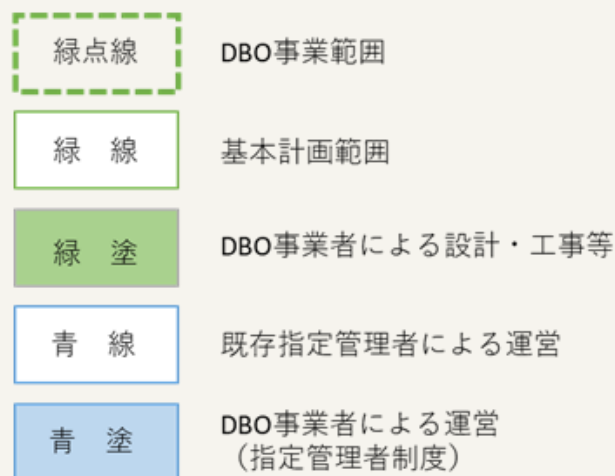 緑点線 DBO事業範囲
緑　線 基本計画範囲
緑　塗 DBO事業者による設計・工事等
青　線 既存指定管理者による運営
青　塗 DBO事業者による運営
（指定管理者制度）